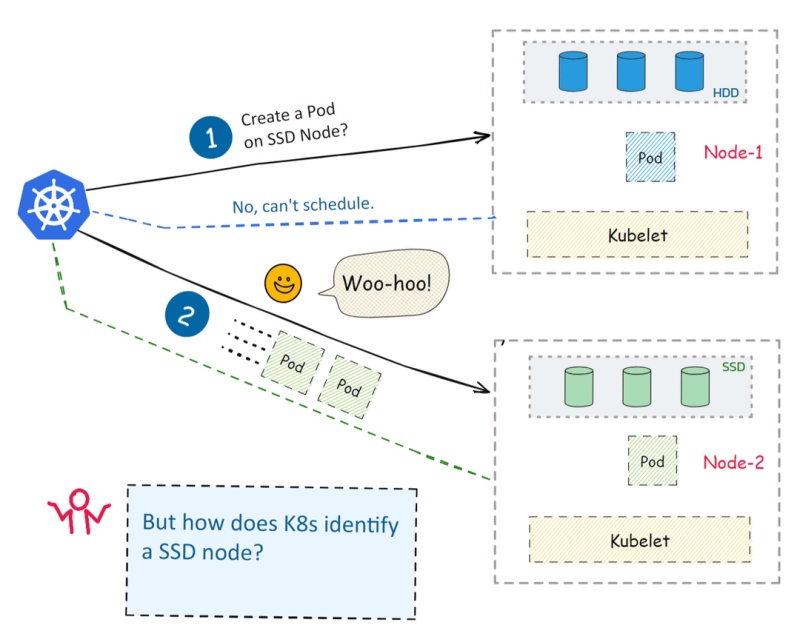 1
Create a Pod
on SSD Node?
HDD
Pod
Node-1
No, can't schedule.
Kubelet
Woo-hoo!
2
Pod
Pod
SSD
Pod
Node-2
Kubelet
But how does K8s identify
a SSD node?